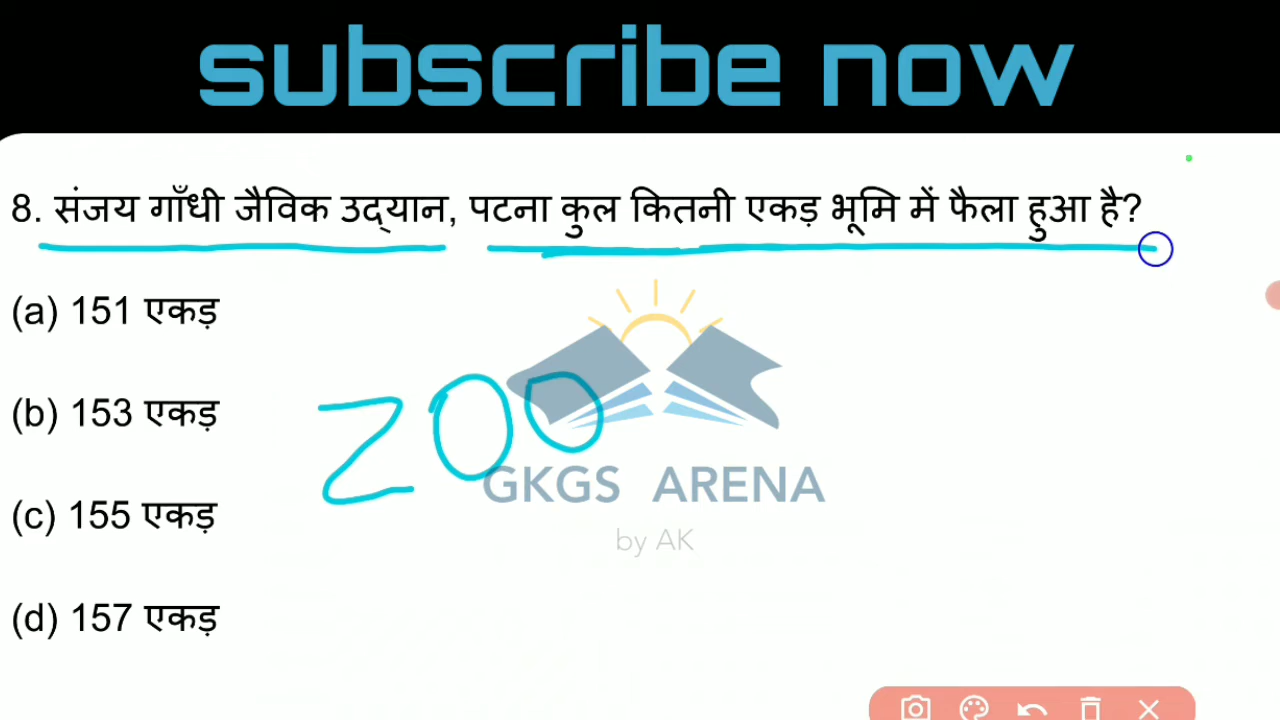 subscribe now
8. संजय गाँधी जैविक उद्यान, पटना कुल कितनी एकड़ भूमि में फैला हुआ है?
(a) 151 एकड़
(b) 153 एकड़
ZOO
GKGS ARENA
(c) 155 एकड़
by AK
(d) 157 एकड़